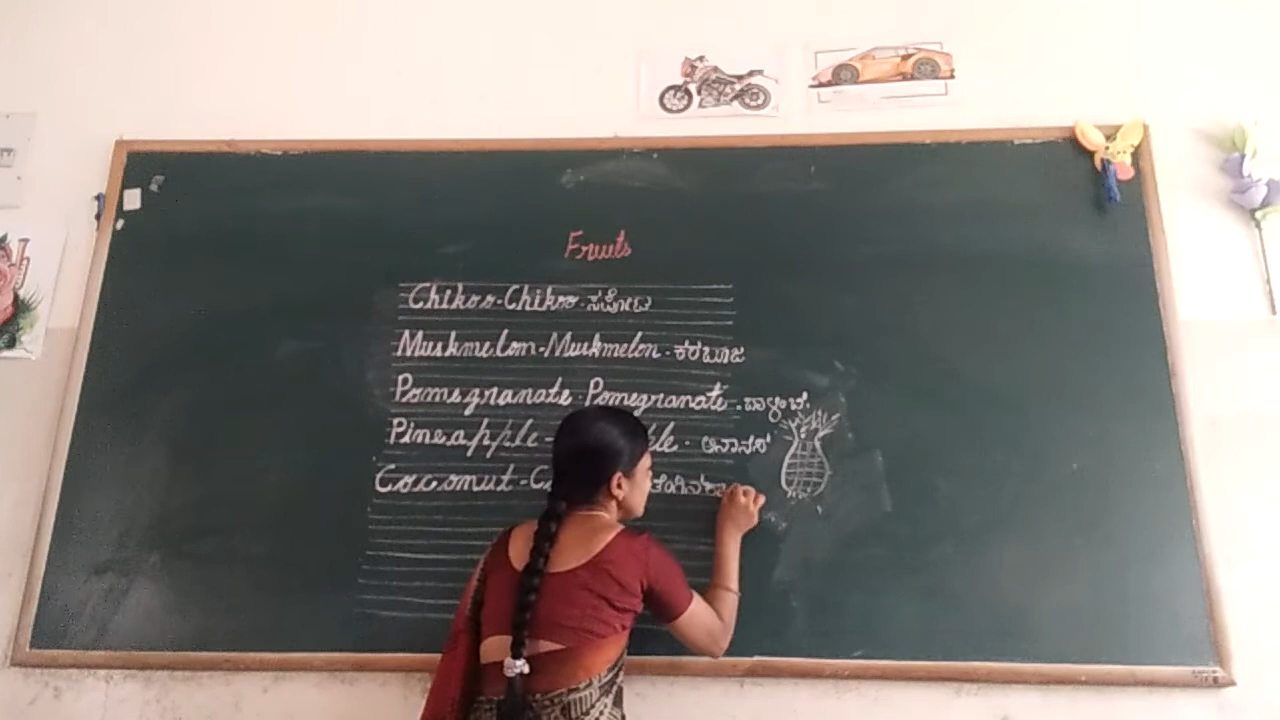 Fruits
Chikoo-Chikoo-ಸಪೋಟ
Muskmelon-Muskmelon-ಕರಬೂಜ
Pomegranate-Pomegranate-ದಾಳಿಂಬೆ.
Pineapple- ಅನಾನಸ್
Coconut-